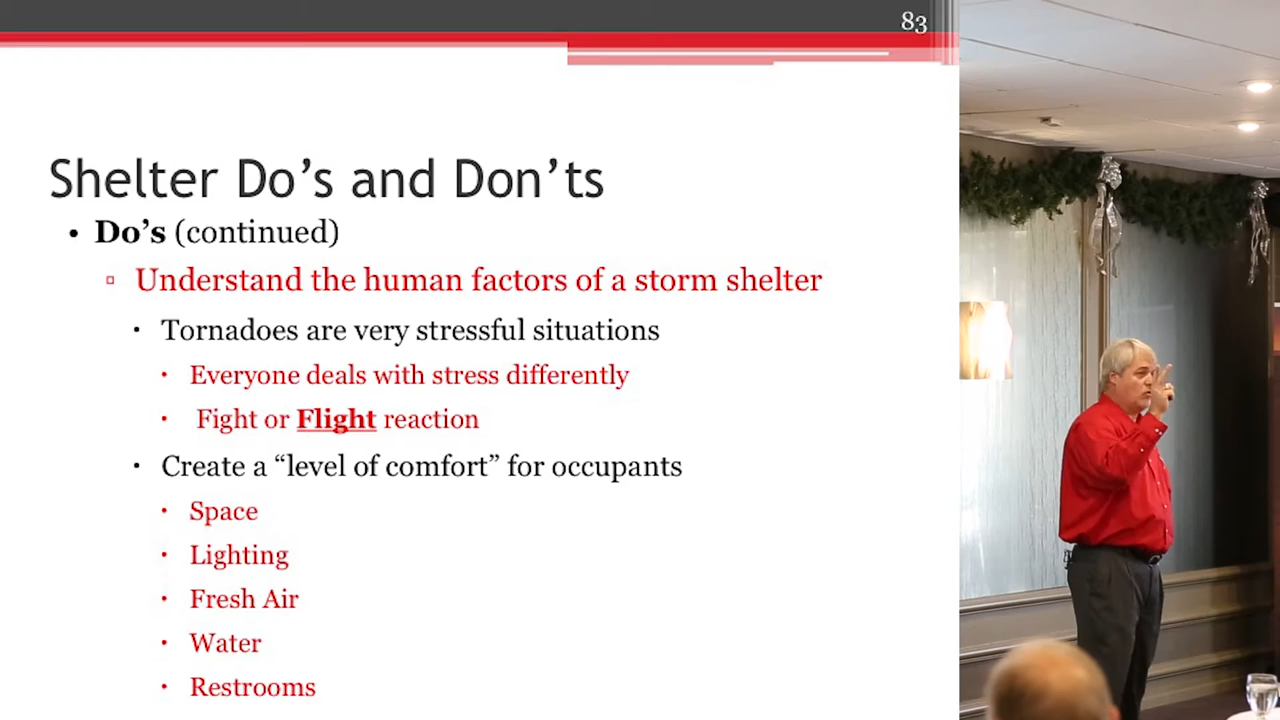 83
Shelter Do’s and Don’ts
• Do’s (continued)
▫ Understand the human factors of a storm shelter
• Tornadoes are very stressful situations
• Everyone deals with stress differently
• Fight or Flight reaction
• Create a “level of comfort” for occupants
• Space
• Lighting
• Fresh Air
• Water
• Restrooms